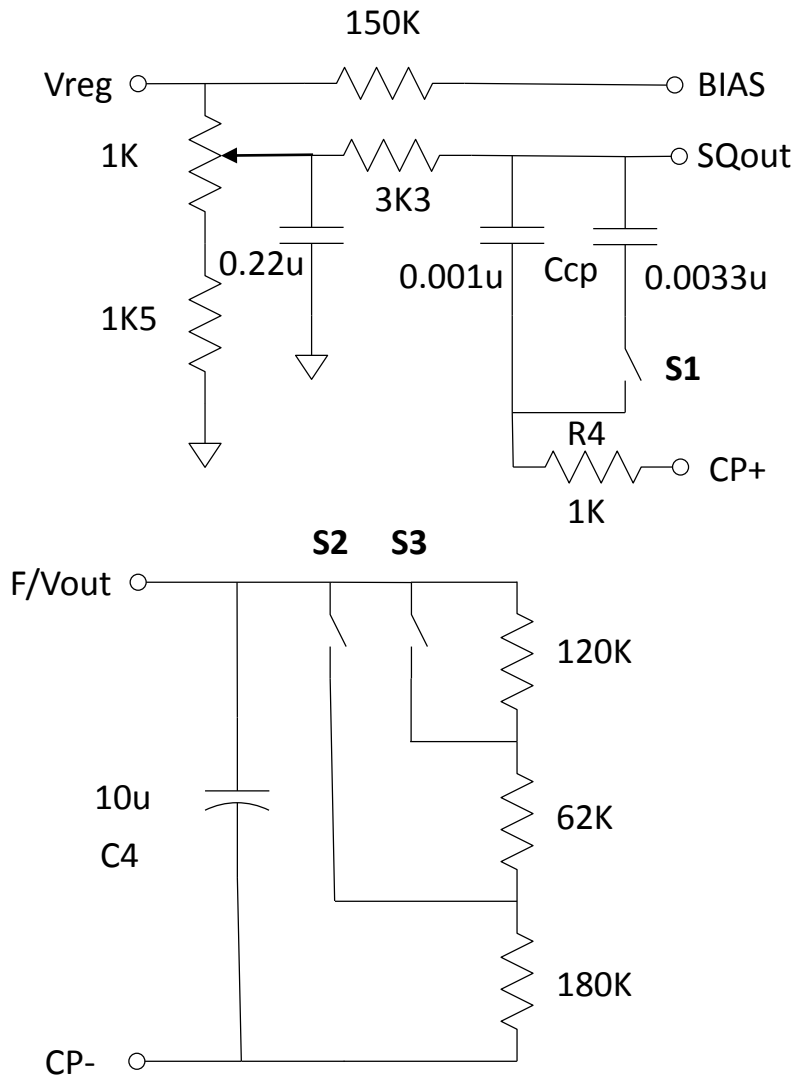 150K
Vreg
BIAS
1K
SQout
3K3
0.22u
0.001u
Ccp
0.0033u
1K5
S1
R4
CP+
1K
S2
S3
F/Vout
120K
10u
62K
C4
180K
CP-